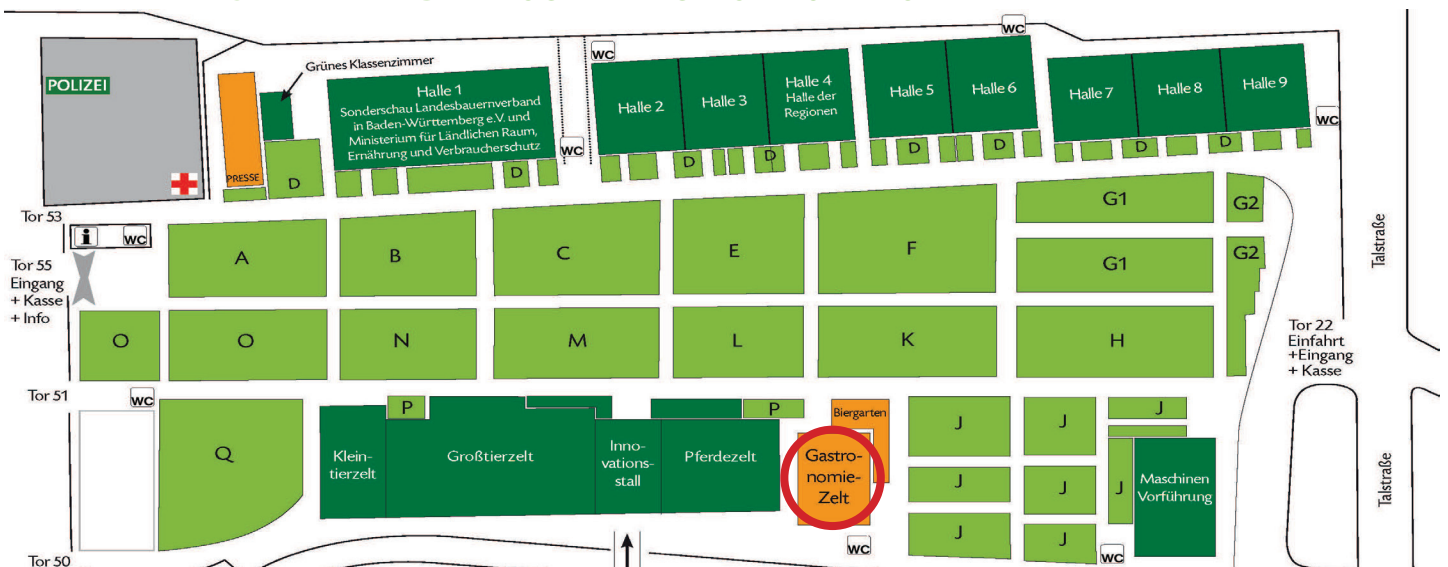 POLIZEI
PRESSE
Grünes Klassenzimmer
D
Halle 1
Sonderschau Landesbauernverband
in Baden-Württemberg e.V. und
Ministerium für Ländlichen Raum,
Ernährung und Verbraucherschutz
D
WC
WC
Halle 2
Halle 3
Halle 4
Halle der
Regionen
D
D
WC
Halle 5
Halle 6
D
D
Halle 7
Halle 8
Halle 9
D
D
WC
Tor 53
i
WC
Tor 55
Eingang
+ Kasse
+ Info
A
B
C
E
F
G1
G2
G1
G2
Talstraße
O
O
N
M
L
K
H
Tor 22
Einfahrt
+Eingang
+ Kasse
Tor 51
WC
Q
P
Klein-
tierzelt
Großtierzelt
Inno-
vations-
stall
Pferdezelt
P
Biergarten
Gastro-
nomie-
Zelt
WC
J
J
J
J
J
J
J
J
Maschinen
Vorführung
WC
Talstraße
Tor 50